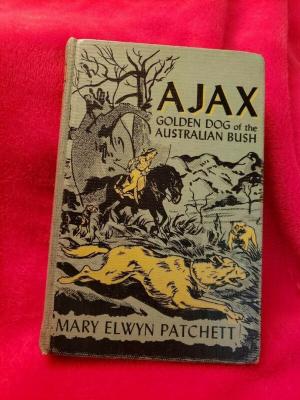 AJAX
GOLDEN DOG of the
AUSTRALIAN BUSH
MARY ELWYN PATCHETT